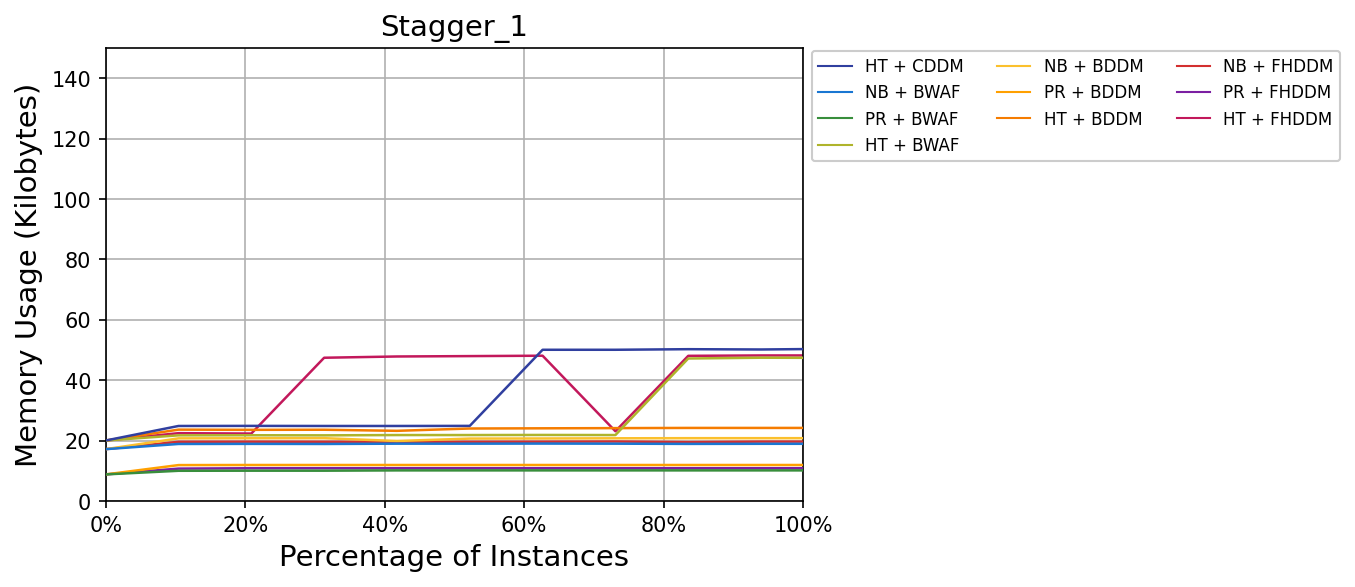 Stagger_1
Memory Usage (Kilobytes)
140
120
100
80
60
40
20
0
0% 20% 40% 60% 80% 100%
Percentage of Instances
HT + CDDM NB + BDDM NB + FHDDM
NB + BWAF PR + BDDM PR + FHDDM
PR + BWAF HT + BDDM HT + FHDDM
HT + BWAF